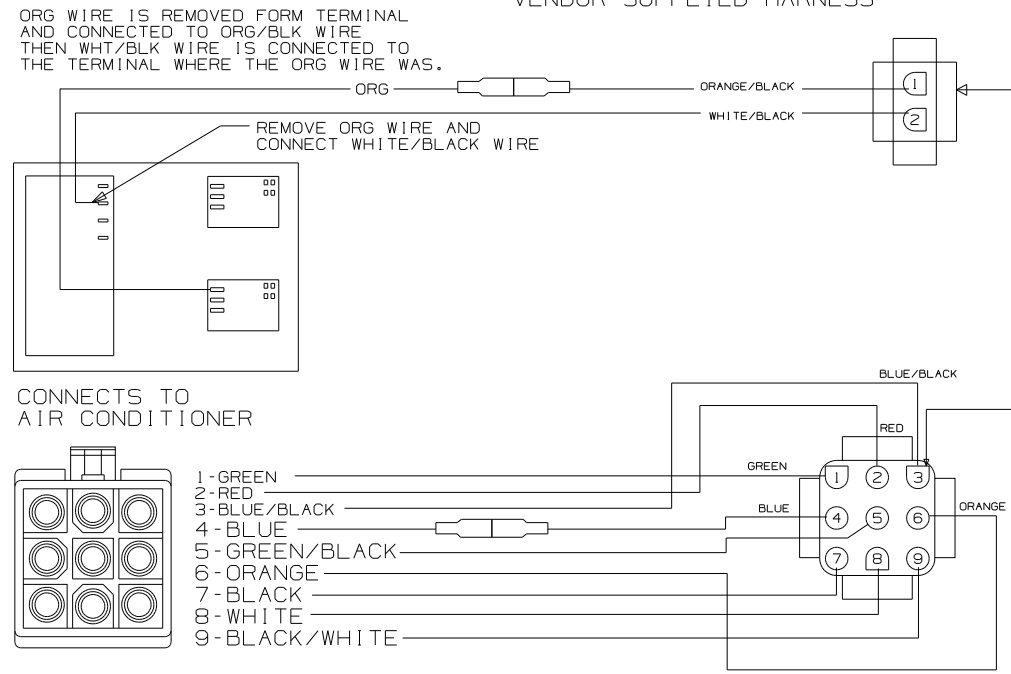 VENDOR SUPPLIED HARNESS
ORG WIRE IS REMOVED FORM TERMINAL
AND CONNECTED TO ORG/BLK WIRE
THEN WHT/BLK WIRE IS CONNECTED TO
THE TERMINAL WHERE THE ORG WIRE WAS.
ORG
ORANGE/BLACK
1
WHITE/BLACK
2
REMOVE ORG WIRE AND
CONNECT WHITE/BLACK WIRE
CONNECTS TO
AIR CONDITIONER
BLUE/BLACK
RED
GREEN
BLUE
ORANGE
1-GREEN
2-RED
3-BLUE/BLACK
4-BLUE
5-GREEN/BLACK
6-ORANGE
7-BLACK
8-WHITE
9-BLACK/WHITE
1 2 3
4 5 6
7 8 9